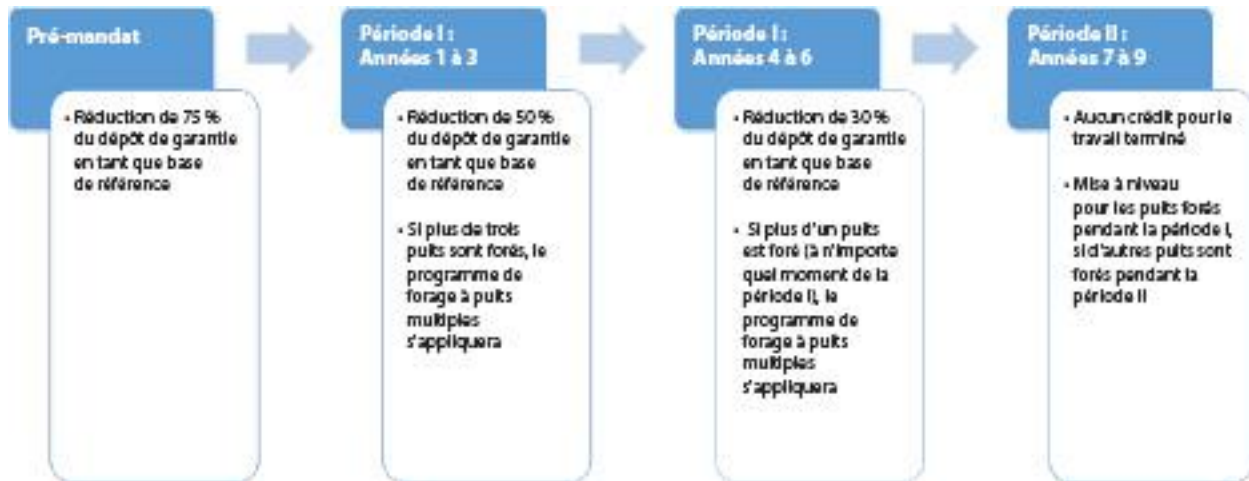 Pré-mandat
• Réduction de 75 %
du dépôt de garantie
en tant que base
de référence
Période I :
Années 1 à 3
• Réduction de 50 %
du dépôt de garantie
en tant que base
de référence
• Si plus de trois
puits sont forés, le
programme de
forage à puits
multiples
s'appliquera
Période I :
Années 4 à 6
• Réduction de 30 %
du dépôt de garantie
en tant que base
de référence
• Si plus d'un puits
est foré (à n'importe
quel moment de la
période I), le
programme de
forage à puits
multiples
s'appliquera
Période II :
Années 7 à 9
• Aucun crédit pour le
travail terminé
• Mise à niveau
pour les puits forés
pendant la période I,
si d'autres puits sont
forés pendant la
période II